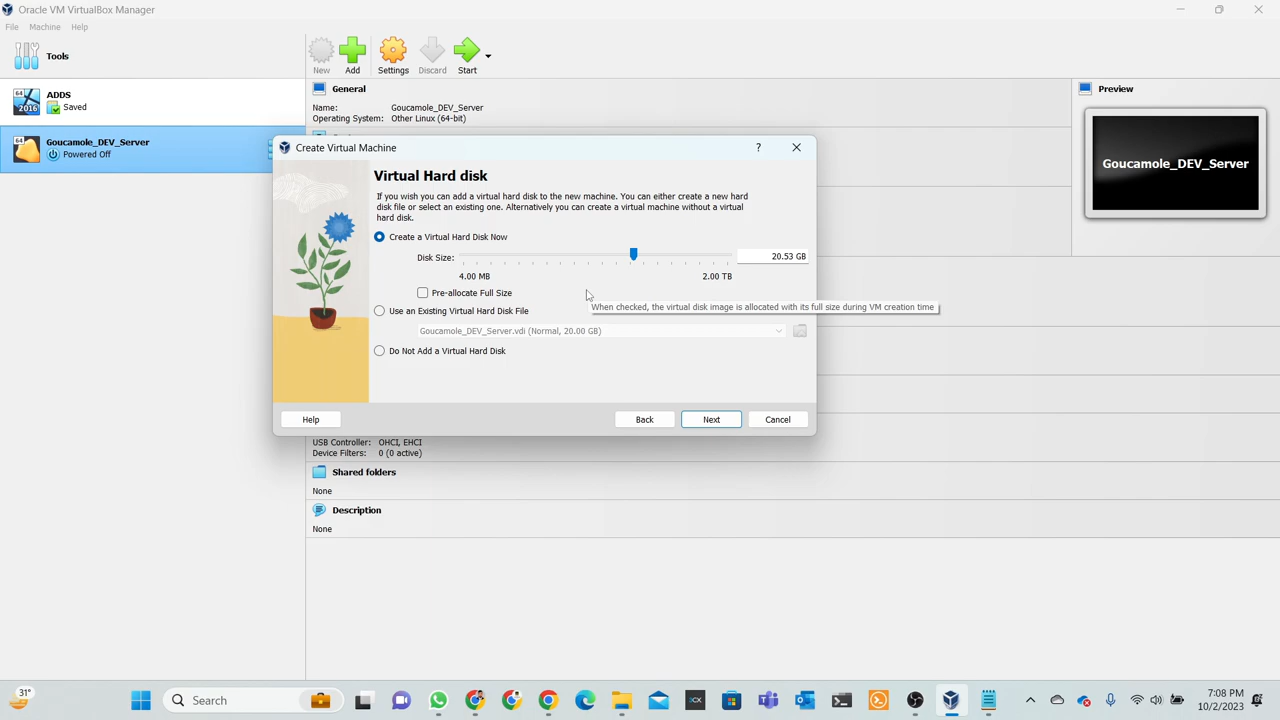 Oracle VM VirtualBox Manager
File Machine Help
Tools
New
Add
Settings
Discard
Start
64
2016
ADDS
Saved
64
Goucamole_DEV_Server
Powered Off
General
Name: Goucamole_DEV_Server
Operating System: Other Linux (64-bit)
Preview
Goucamole_DEV_Server
Create Virtual Machine
?
Virtual Hard disk
If you wish you can add a virtual hard disk to the new machine. You can either create a new hard
disk file or select an existing one. Alternatively you can create a virtual machine without a virtual
hard disk.
Create a Virtual Hard Disk Now
Disk Size:
20.53 GB
4.00 MB
2.00 TB
Pre-allocate Full Size
When checked, the virtual disk image is allocated with its full size during VM creation time
Use an Existing Virtual Hard Disk File
Goucamole_DEV_Server.vdi (Normal, 20.00 GB)
Do Not Add a Virtual Hard Disk
Help
Back
Next
Cancel
USB Controller: OHCI, EHCI
Device Filters: 0 (0 active)
Shared folders
None
Description
None
31°
Search
7:08 PM
10/2/2023